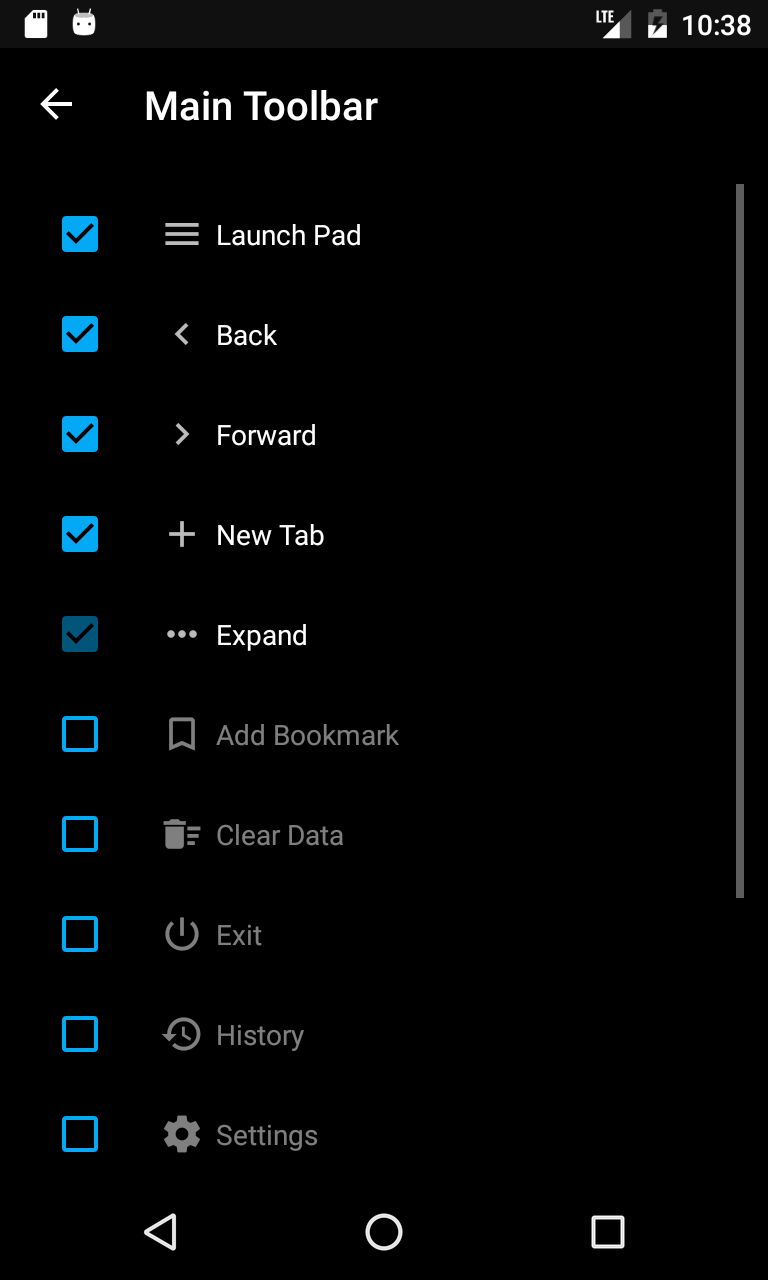 LTE 10:38
Main Toolbar
Launch Pad
Back
Forward
New Tab
Expand
Add Bookmark
Clear Data
Exit
History
Settings